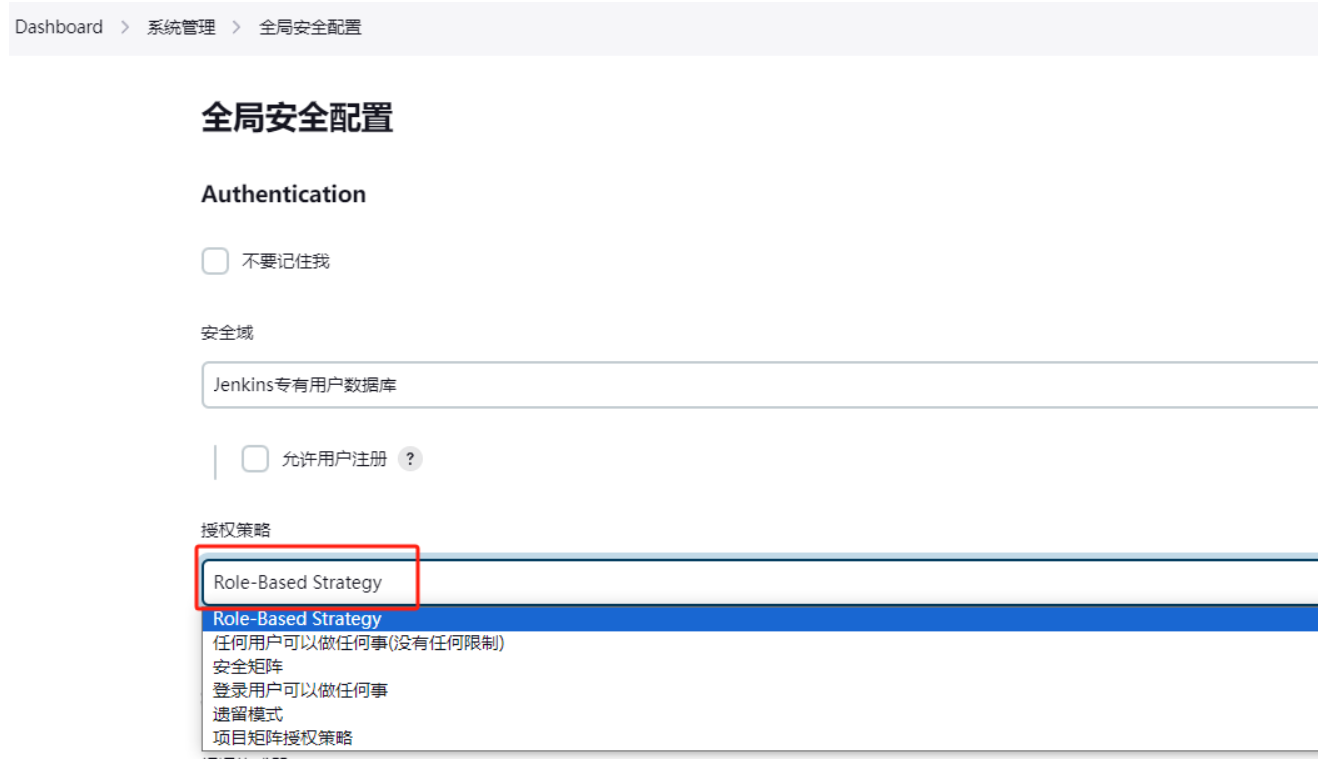 Dashboard > 系统管理 > 全局安全配置
全局安全配置
Authentication
不要记住我
安全域
Jenkins专有用户数据库
允许用户注册 ?
授权策略
Role-Based Strategy
Role-Based Strategy
任何用户可以做任何事(没有任何限制)
安全矩阵
登录用户可以做任何事
遗留模式
项目矩阵授权策略